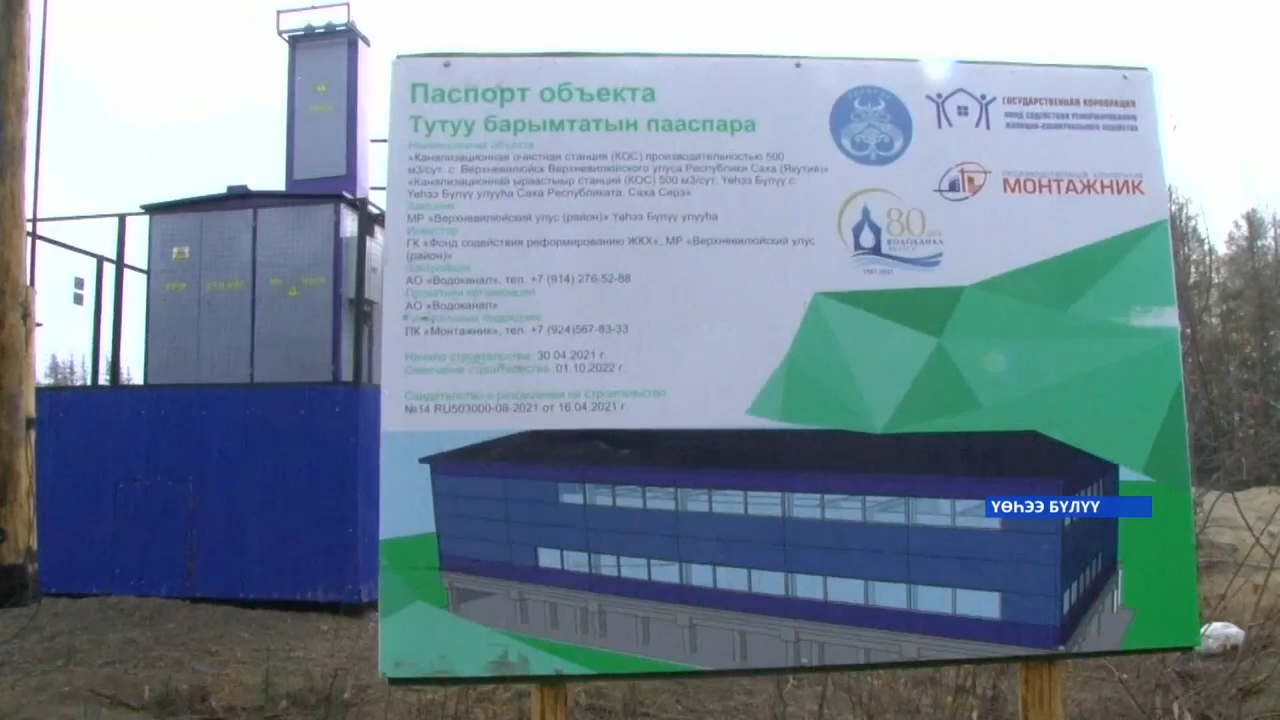 Паспорт объекта
Тутуу барымтатын пааспара
Наименование объекта
«Канализационная очистная станция (КОС) производительностью 500
м3/сут. с. Верхневилюйск Верхневилюйского улуса Республики Саха (Якутия)»
«Канализационнай ыраастыыр станция (КОС) 500 м3/сут. Үөһээ Бүлүү с.
Үөһээ Бүлүү улууһа Саха Республиката. Саха Сирэ»
Заказчик
МР «Верхневилюйский улус (район)» Үөһээ Бүлүү улууһа
Инвестор
ГК «Фонд содействия реформированию ЖКХ», МР «Верхневилюйский улус
(район)»
Застройщик
АО «Водоканал», тел. +7 (914) 276-52-88
Проектная организация
АО «Водоканал»
Генеральный подрядчик
ПК «Монтажник», тел. +7 (924)567-83-33
Начало строительства: 30.04.2021 г.
Окончание строительства: 01.10.2022 г.
Свидетельство о разрешении на строительство
№14 RU503000-08-2021 от 16.04.2021 г
ГОСУДАРСТВЕННАЯ КОРПОРАЦИЯ
ФОНД СОДЕЙСТВИЯ РЕФОРМИРОВАНИЮ
ЖИЛИЩНО-КОММУНАЛЬНОГО ХОЗЯЙСТВА
ПРОИЗВОДСТВЕННЫЙ КООПЕРАТИВ
МОНТАЖНИК
80 лет
ВОДОКАНАЛ
1941-2021
ҮӨҺЭЭ БҮЛҮҮ